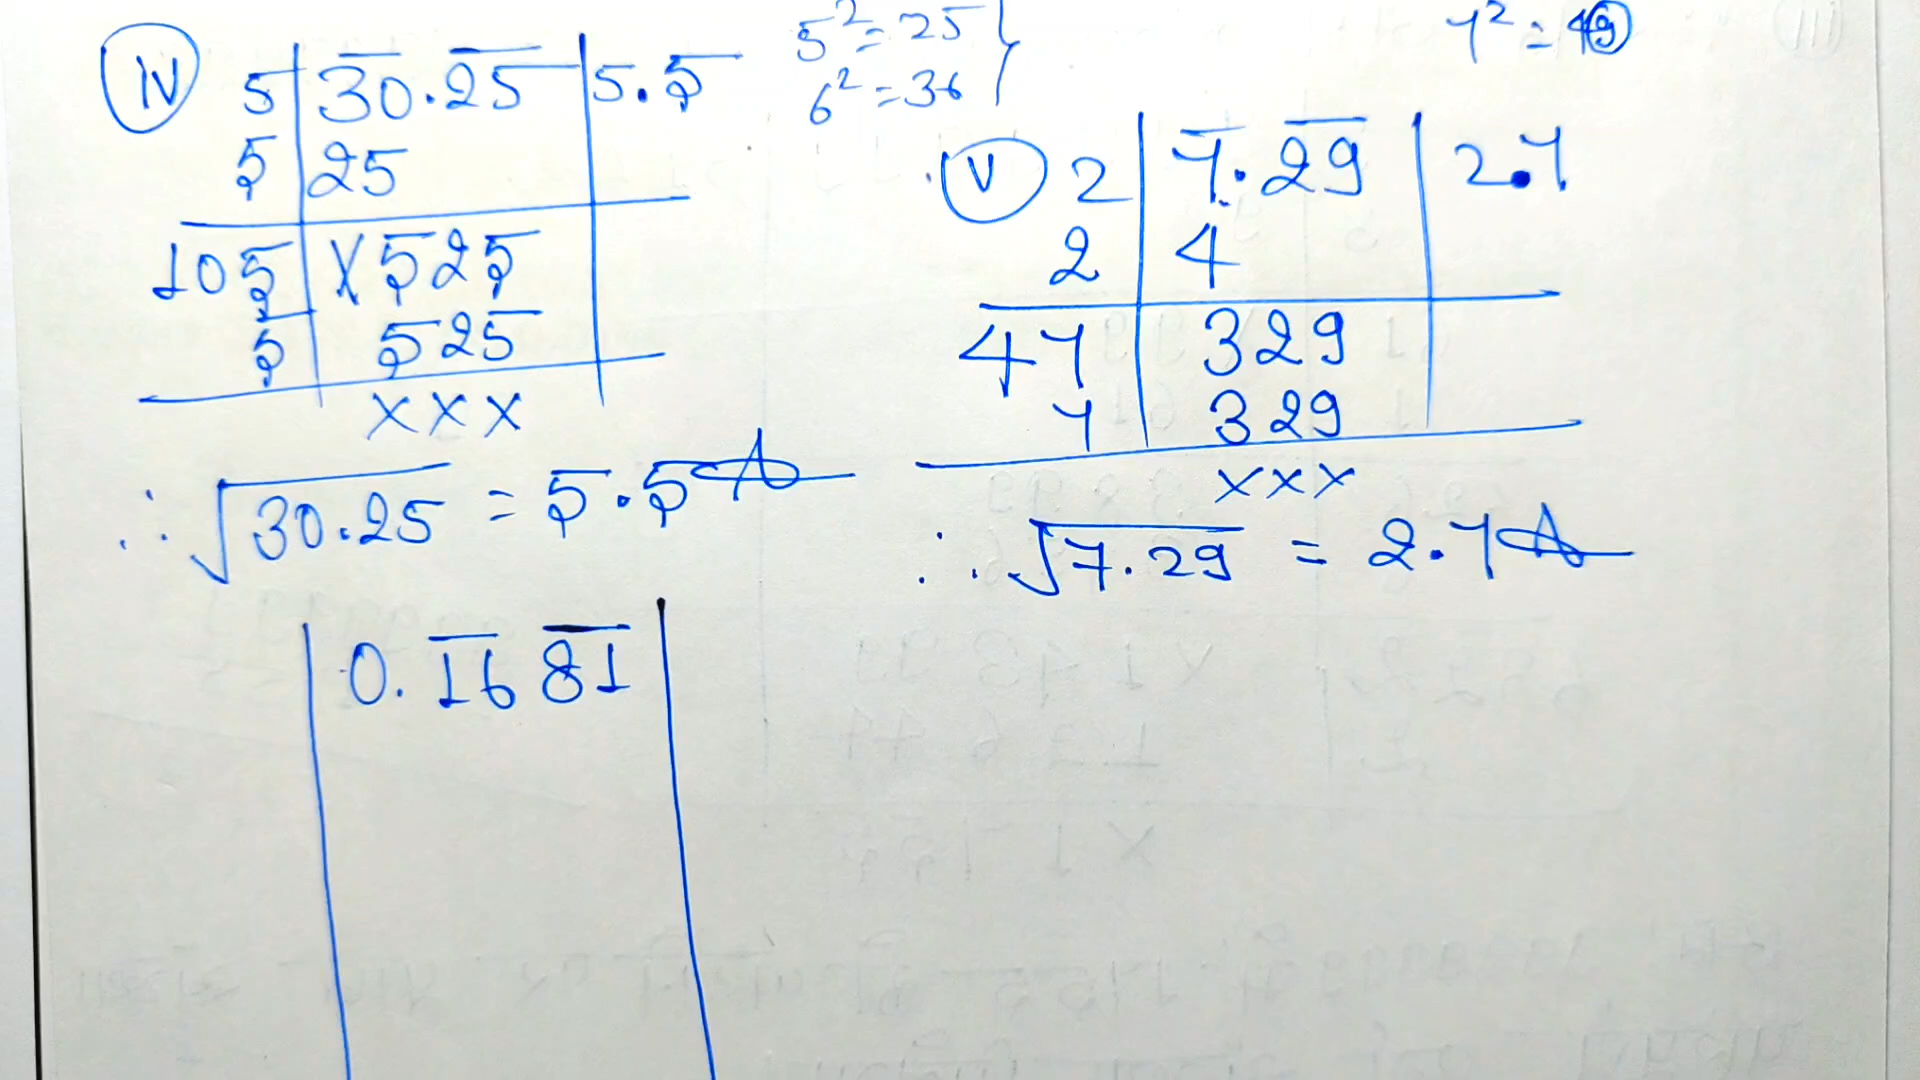 5² = 25
6² = 36
7² = 49
iv 5 | 30.25 | 5.5
5 | 25
105 | x 525
5 | 525
x x x
∴ √30.25 = 5.5 A
v 2 | 7.29 | 2.7
2 | 4
47 | 329
7 | 329
x x x
∴ √7.29 = 2.7 A
| 0.16 81 |